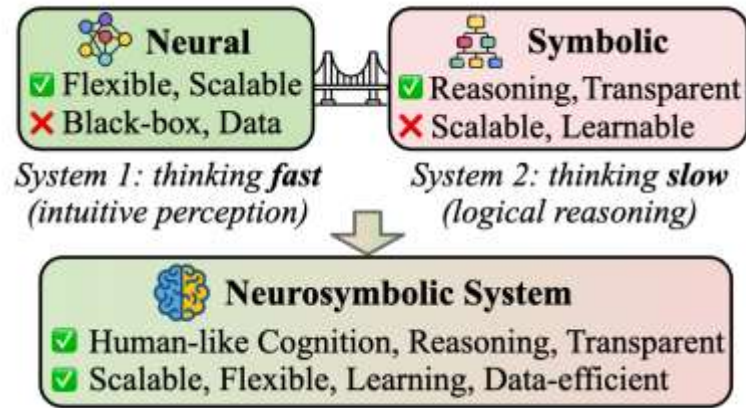 Neural
Flexible, Scalable
Black-box, Data
Symbolic
Reasoning, Transparent
Scalable, Learnable
System 1: thinking fast
(intuitive perception)
System 2: thinking slow
(logical reasoning)
Neurosymbolic System
Human-like Cognition, Reasoning, Transparent
Scalable, Flexible, Learning, Data-efficient